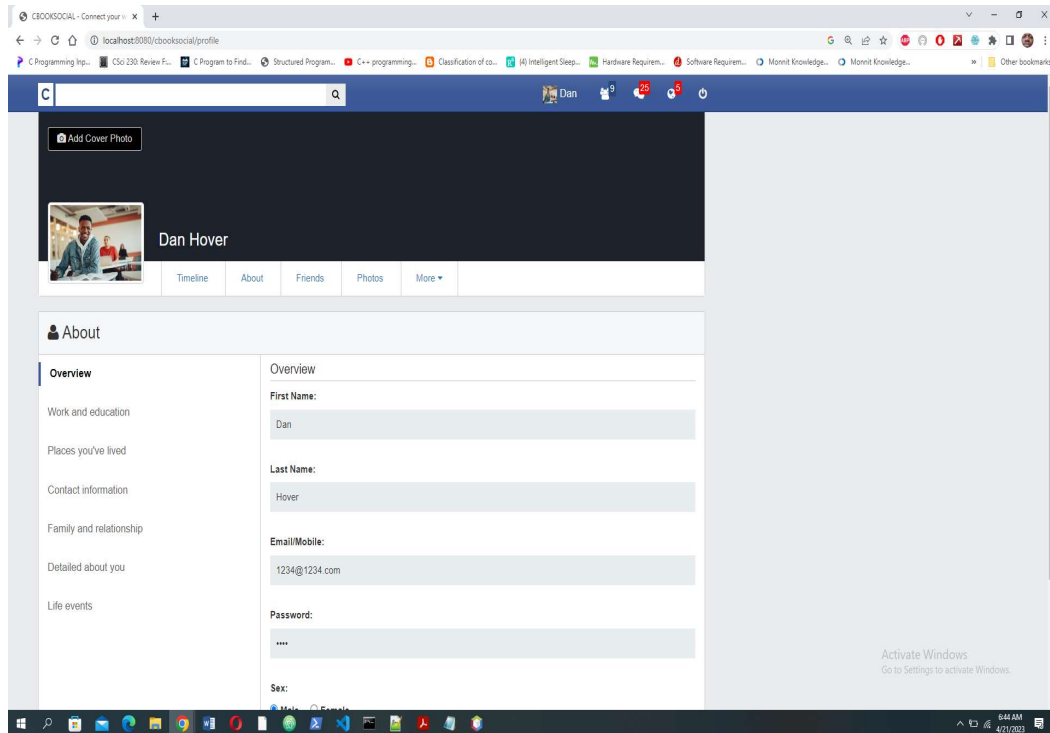 CBOOKSOCIAL - Connect your w
localhost:8080/cbooksocial/profile
C Programming Inp... CSci 230: Review F... C Program to Find... Structured Program... C++ programming... Classification of co... (4) Intelligent Sleep... Hardware Requirem... Software Requirem... Monnit Knowledge... Monnit Knowledge... » Other bookmarks
C Dan 9 25 5
Add Cover Photo
Dan Hover
Timeline About Friends Photos More
About
Overview
Work and education
Places you've lived
Contact information
Family and relationship
Detailed about you
Life events
Overview
First Name:
Dan
Last Name:
Hover
Email/Mobile:
1234@1234.com
Password:
••••
Sex:
Male Female
Activate Windows
Go to Settings to activate Windows.
6:44 AM
4/21/2023